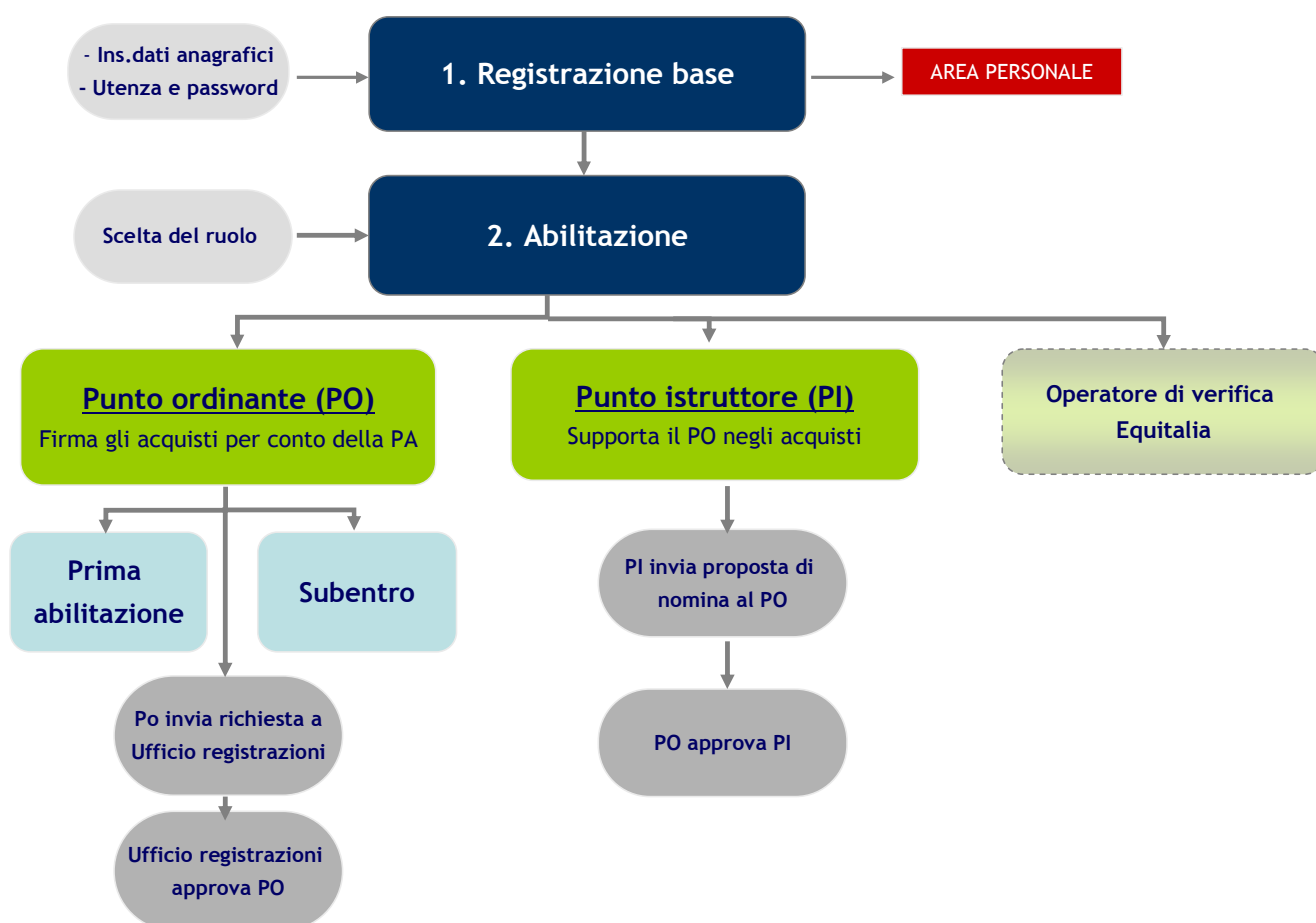 - Ins.dati anagrafici
- Utenza e password
1. Registrazione base
AREA PERSONALE
Scelta del ruolo
2. Abilitazione
Punto ordinante (PO)
Firma gli acquisti per conto della PA
Punto istruttore (PI)
Supporta il PO negli acquisti
Operatore di verifica
Equitalia
Prima
abilitazione
Subentro
PI invia proposta di
nomina al PO
Po invia richiesta a
Ufficio registrazioni
PO approva PI
Ufficio registrazioni
approva PO